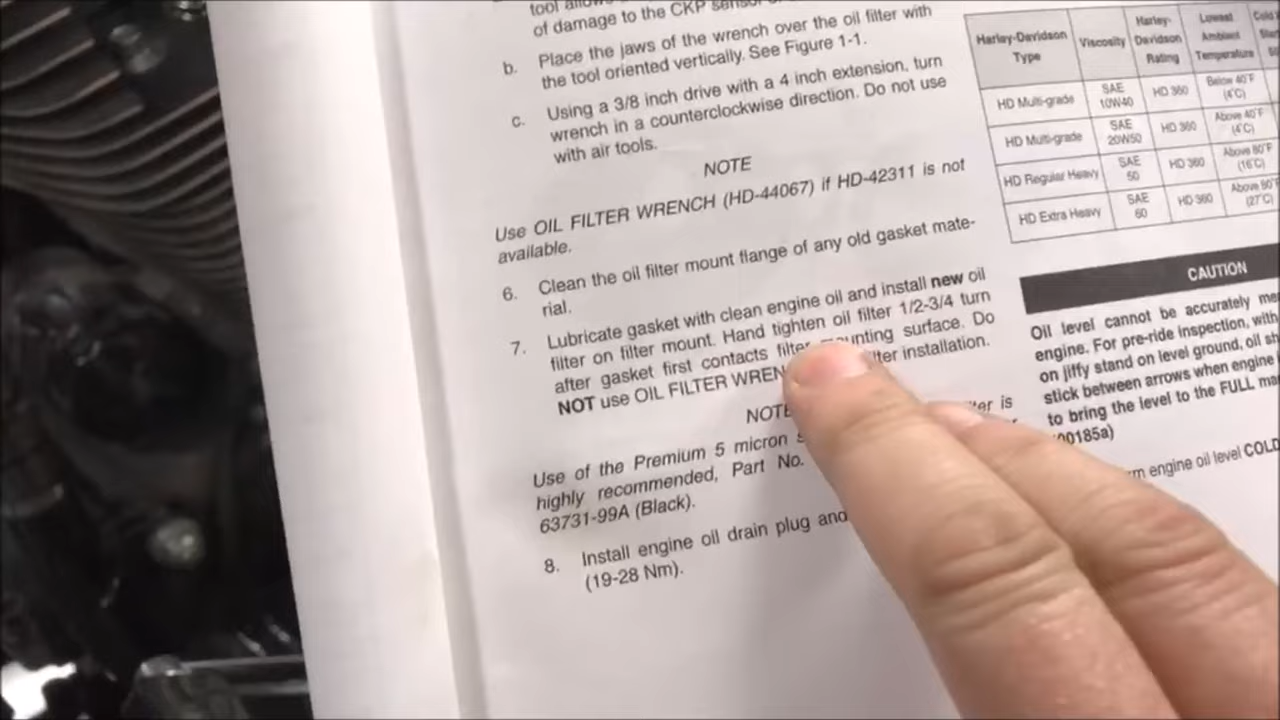 tool
of damage to the CKP sensor
b. Place the jaws of the wrench over the oil filter with
the tool oriented vertically. See Figure 1-1.
c. Using a 3/8 inch drive with a 4 inch extension, turn
wrench in a counterclockwise direction. Do not use
with air tools.
NOTE
Use OIL FILTER WRENCH (HD-44067) if HD-42311 is not
available.
6. Clean the oil filter mount flange of any old gasket mate-
rial.
7. Lubricate gasket with clean engine oil and install new oil
filter on filter mount. Hand tighten oil filter 1/2-3/4 turn
after gasket first contacts filter mounting surface. Do
NOT use OIL FILTER installation.
NOTE
is
Use of the Premium 5 micron
highly recommended, Part No.
63731-99A (Black).
8. Install engine oil drain plug and
(19-28 Nm).
Harley-Davidson Type Viscosity Harley-Davidson Rating Lowest Ambient Temperature
HD Multi-grade SAE 10W40 HD 360 Below 40°F (4°C)
HD Multi-grade SAE 20W50 HD 360 Above 40°F (4°C)
HD Regular Heavy SAE 50 HD 360 Above 60°F (16°C)
HD Extra Heavy SAE 60 HD 360 Above 80°F (27°C)
CAUTION
Oil level cannot be accurately
engine. For pre-ride inspection, with
on jiffy stand on level ground, oil
stick between arrows when engine
to bring the level to the FULL
00185a)
engine oil level COLD